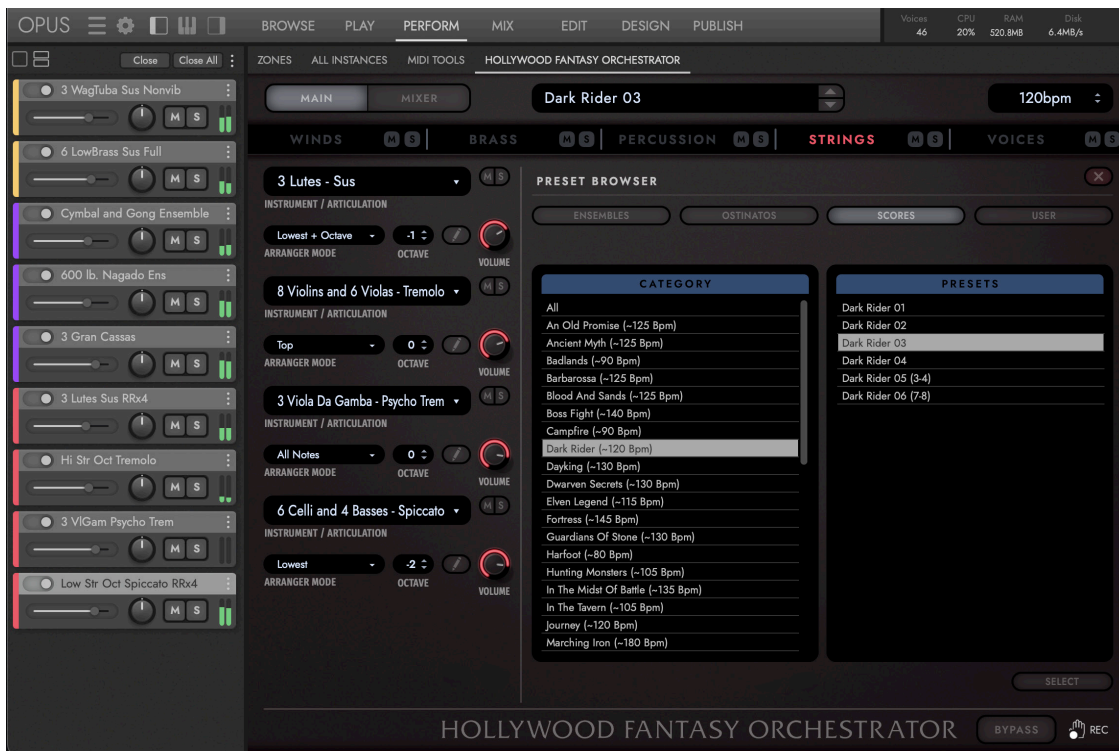 OPUS
BROWSE PLAY PERFORM MIX EDIT DESIGN PUBLISH
Voices CPU RAM Disk
46 20% 520.8MB 6.4MB/s
Close Close All
ZONES ALL INSTANCES MIDI TOOLS HOLLYWOOD FANTASY ORCHESTRATOR
3 WagTuba Sus Nonvib
M S
6 LowBrass Sus Full
M S
Cymbal and Gong Ensemble
M S
600 lb. Nagado Ens
M S
3 Gran Cassas
M S
3 Lutes Sus RRx4
M S
Hi Str Oct Tremolo
M S
3 VlGam Psycho Trem
M S
Low Str Oct Spiccato RRx4
M S
MAIN MIXER
Dark Rider 03
120bpm
WINDS M S BRASS M S PERCUSSION M S STRINGS M S VOICES M S
3 Lutes - Sus
M S
INSTRUMENT / ARTICULATION
Lowest + Octave -1
ARRANGER MODE OCTAVE VOLUME
8 Violins and 6 Violas - Tremolo
M S
INSTRUMENT / ARTICULATION
Top 0
ARRANGER MODE OCTAVE VOLUME
3 Viola Da Gamba - Psycho Trem
M S
INSTRUMENT / ARTICULATION
All Notes 0
ARRANGER MODE OCTAVE VOLUME
6 Celli and 4 Basses - Spiccato
M S
INSTRUMENT / ARTICULATION
Lowest -2
ARRANGER MODE OCTAVE VOLUME
PRESET BROWSER
X
ENSEMBLES OSTINATOS SCORES USER
CATEGORY
All
An Old Promise (~125 Bpm)
Ancient Myth (~125 Bpm)
Badlands (~90 Bpm)
Barbarossa (~125 Bpm)
Blood And Sands (~125 Bpm)
Boss Fight (~140 Bpm)
Campfire (~90 Bpm)
Dark Rider (~120 Bpm)
Dayking (~130 Bpm)
Dwarven Secrets (~130 Bpm)
Elven Legend (~115 Bpm)
Fortress (~145 Bpm)
Guardians Of Stone (~130 Bpm)
Harfoot (~80 Bpm)
Hunting Monsters (~105 Bpm)
In The Midst Of Battle (~135 Bpm)
In The Tavern (~105 Bpm)
Journey (~120 Bpm)
Marching Iron (~180 Bpm)
PRESETS
Dark Rider 01
Dark Rider 02
Dark Rider 03
Dark Rider 04
Dark Rider 05 (3-4)
Dark Rider 06 (7-8)
SELECT
HOLLYWOOD FANTASY ORCHESTRATOR
BYPASS
REC